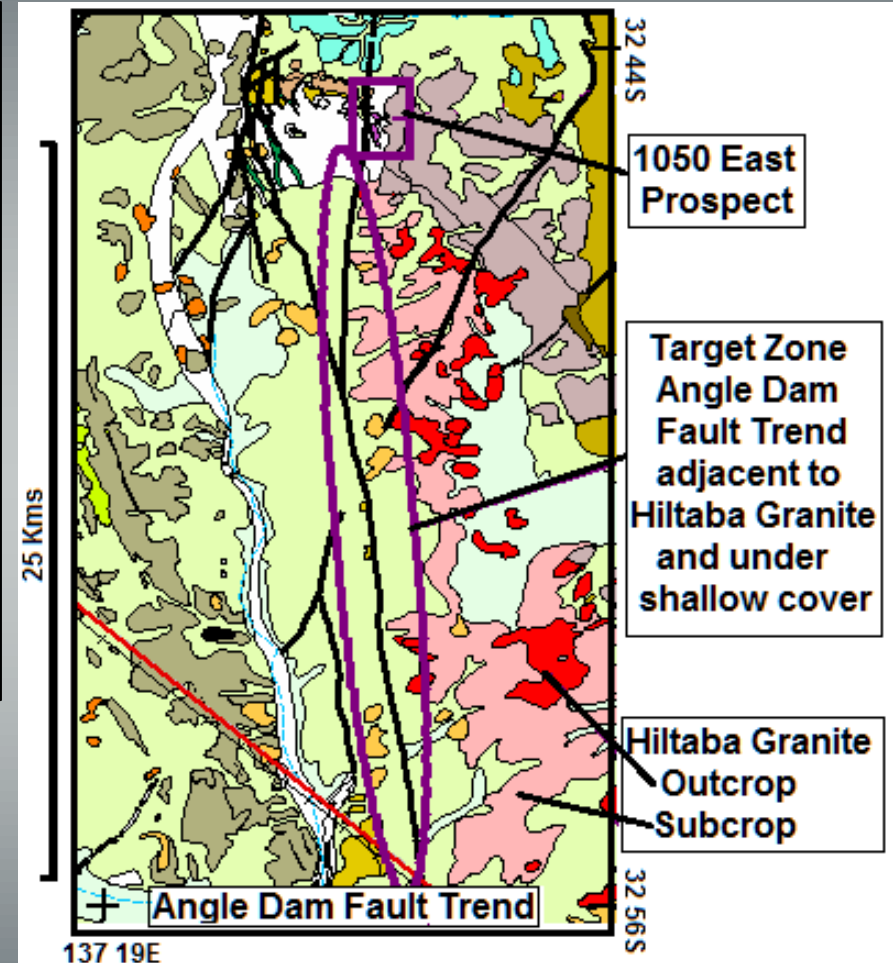 32 44S
1050 East
Prospect
Target Zone
Angle Dam
Fault Trend
adjacent to
Hiltaba Granite
and under
shallow cover
25 Kms
Hiltaba Granite
Outcrop
Subcrop
Angle Dam Fault Trend
32 56S
137 19E